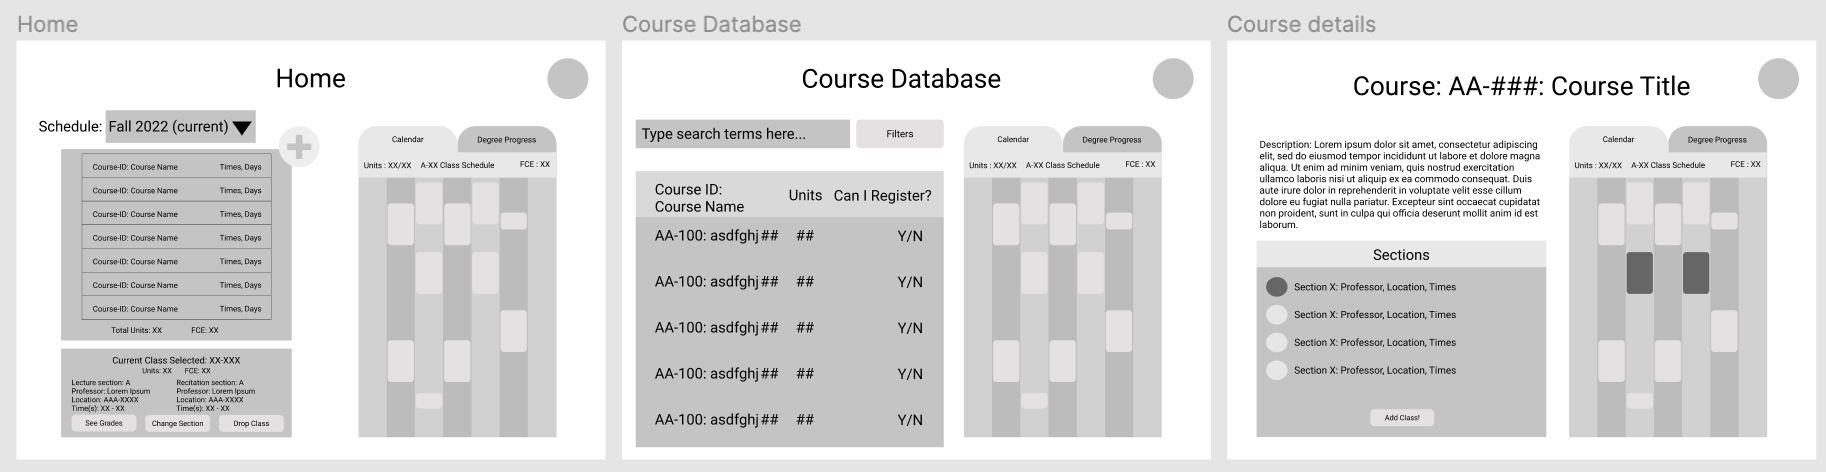 Home
Course Database
Course details
Home
Schedule: Fall 2022 (current)
Course-ID: Course Name Times, Days
Course-ID: Course Name Times, Days
Course-ID: Course Name Times, Days
Course-ID: Course Name Times, Days
Course-ID: Course Name Times, Days
Course-ID: Course Name Times, Days
Course-ID: Course Name Times, Days
Total Units: XX FCE: XX
Current Class Selected: XX-XXX
Units: XX FCE: XX
Lecture section: A
Professor: Lorem Ipsum
Location: AAA-XXXX
Time(s): XX - XX
Recitation section: A
Professor: Lorem Ipsum
Location: AAA-XXXX
Time(s): XX - XX
See Grades
Change Section
Drop Class
Calendar
Degree Progress
Units : XX/XX A-XX Class Schedule FCE : XX
Course Database
Type search terms here...
Filters
Course ID:
Course Name
Units
Can I Register?
AA-100: asdfghj ## ## Y/N
AA-100: asdfghj ## ## Y/N
AA-100: asdfghj ## ## Y/N
AA-100: asdfghj ## ## Y/N
AA-100: asdfghj ## ## Y/N
Calendar
Degree Progress
Units : XX/XX A-XX Class Schedule FCE : XX
Course: AA-###: Course Title
Description: Lorem ipsum dolor sit amet, consectetur adipiscing
elit, sed do eiusmod tempor incididunt ut labore et dolore magna
aliqua. Ut enim ad minim veniam, quis nostrud exercitation
ullamco laboris nisi ut aliquip ex ea commodo consequat. Duis
aute irure dolor in reprehenderit in voluptate velit esse cillum
dolore eu fugiat nulla pariatur. Excepteur sint occaecat cupidatat
non proident, sunt in culpa qui officia deserunt mollit anim id est
laborum.
Sections
Section X: Professor, Location, Times
Section X: Professor, Location, Times
Section X: Professor, Location, Times
Section X: Professor, Location, Times
Add Class!
Calendar
Degree Progress
Units : XX/XX A-XX Class Schedule FCE : XX